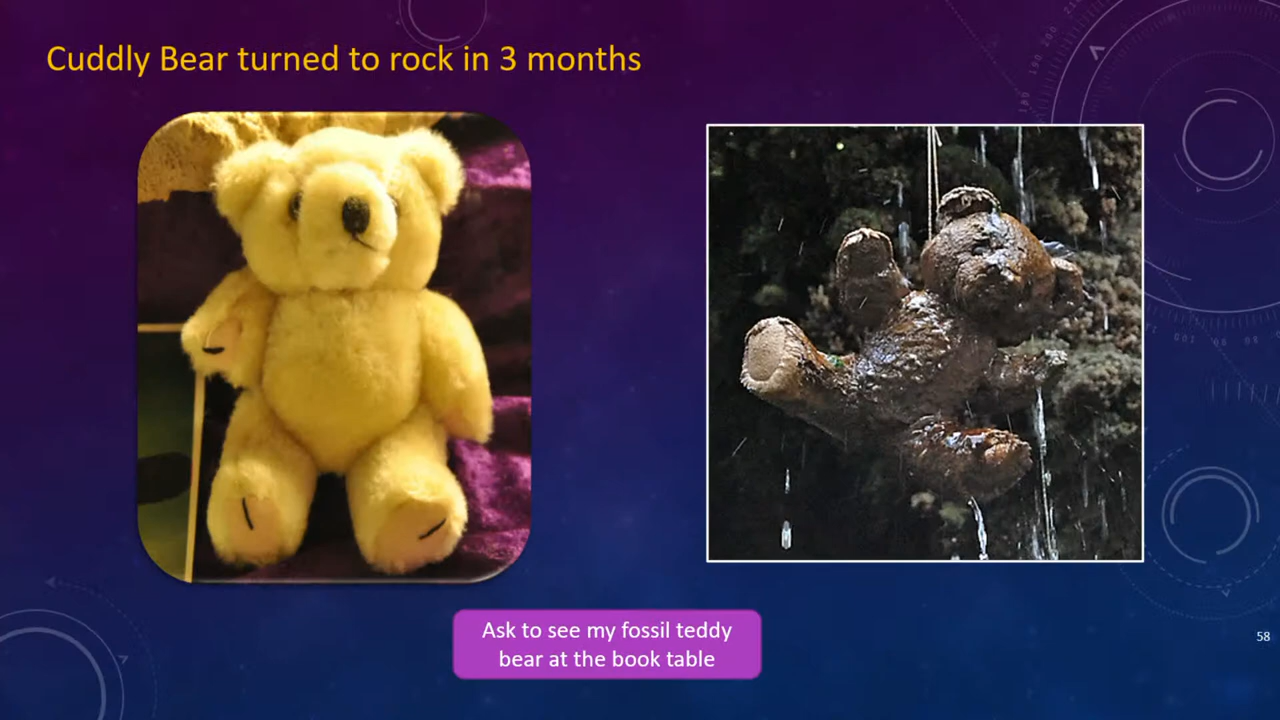 Cuddly Bear turned to rock in 3 months
Ask to see my fossil teddy
bear at the book table
58